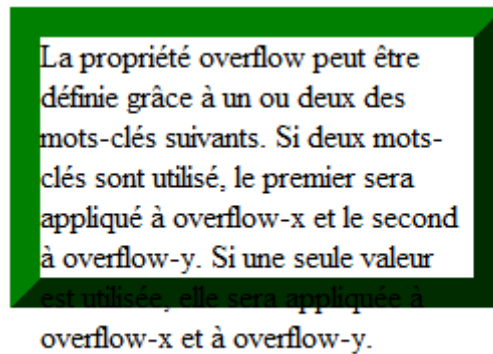 La propriété overflow peut être
définie grâce à un ou deux des
mots-clés suivants. Si deux mots-
clés sont utilisé, le premier sera
appliqué à overflow-x et le second
à overflow-y. Si une seule valeur
est utilisée, elle sera appliquée à
overflow-x et à overflow-y.